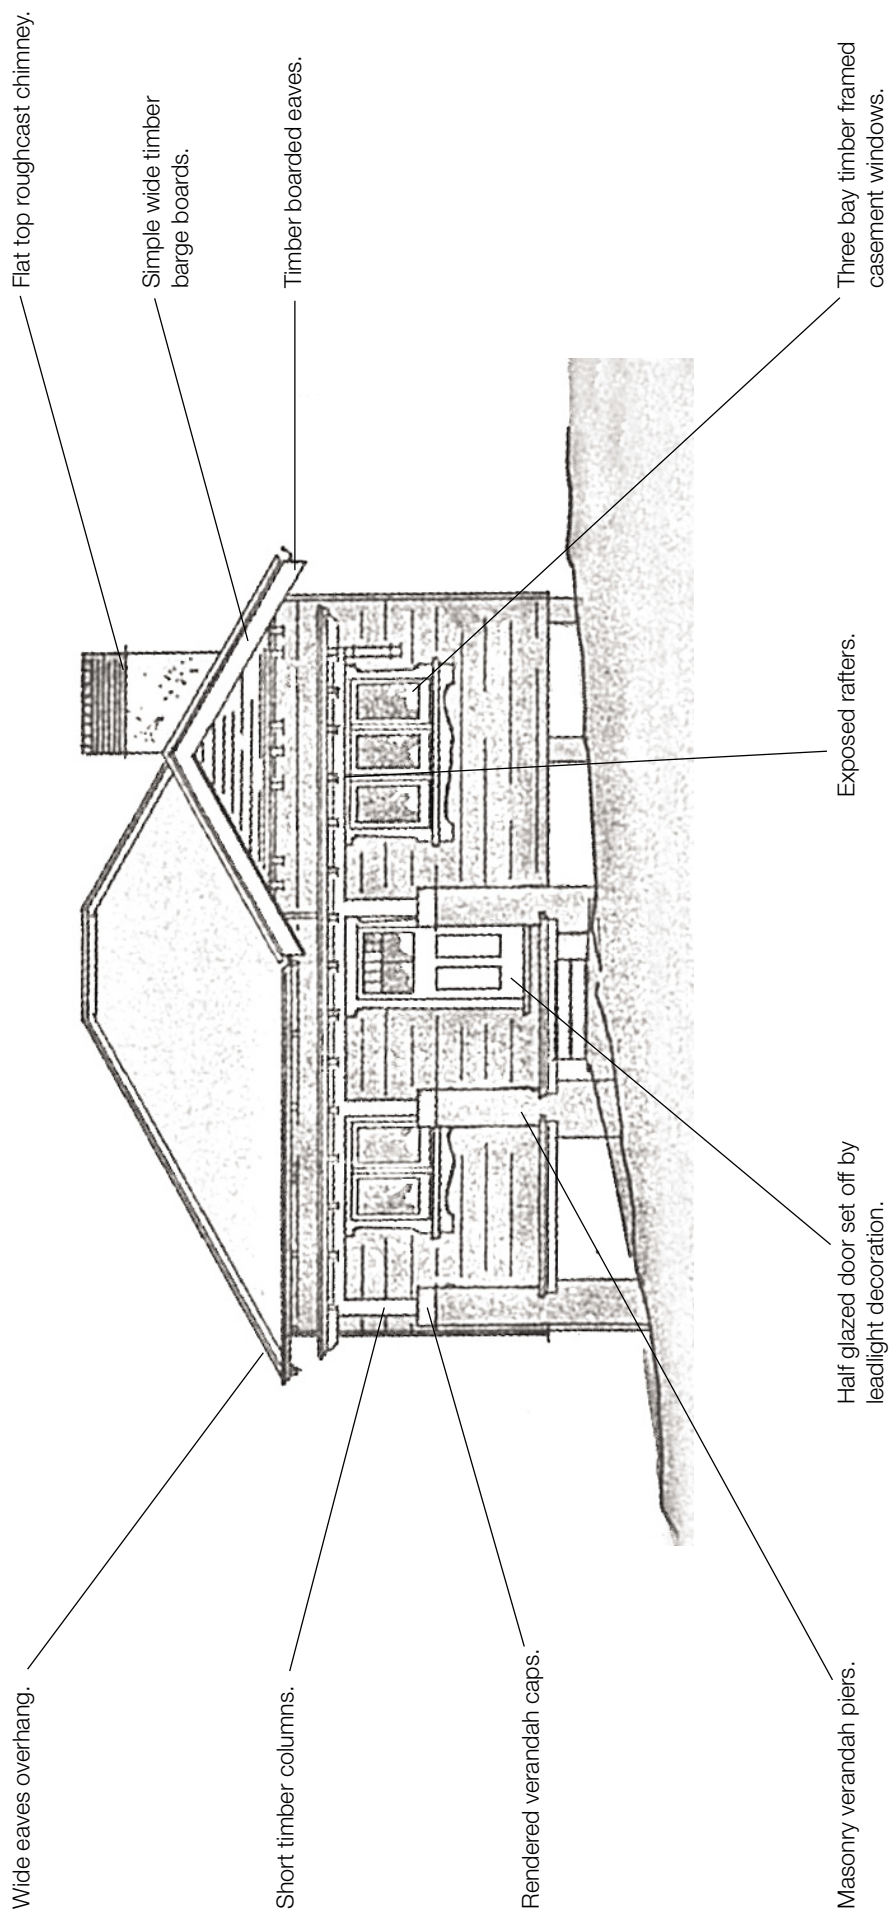 Wide eaves overhang.
Flat top roughcast chimney.
Simple wide timber
barge boards.
Short timber columns.
Timber boarded eaves.
Rendered verandah caps.
Masonry verandah piers.
Half glazed door set off by
leadlight decoration.
Exposed rafters.
Three bay timber framed
casement windows.